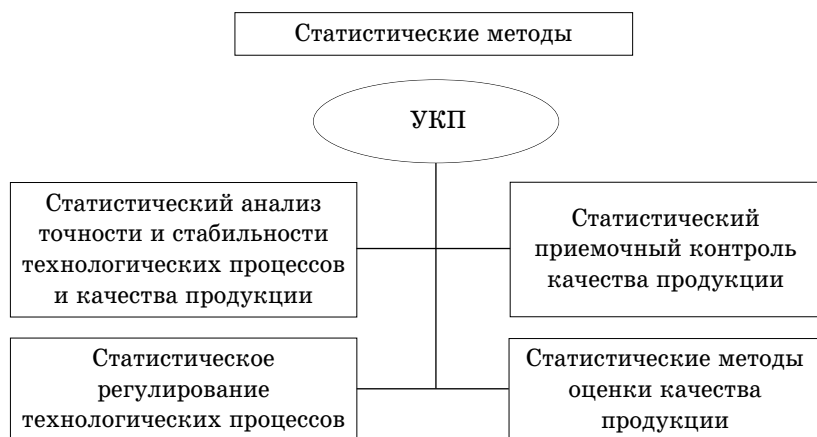 Статистические методы
УКП
Статистический анализ
точности и стабильности
технологических процессов
и качества продукции
Статистический
приемочный контроль
качества продукции
Статистическое
регулирование
технологических процессов
Статистические методы
оценки качества
продукции